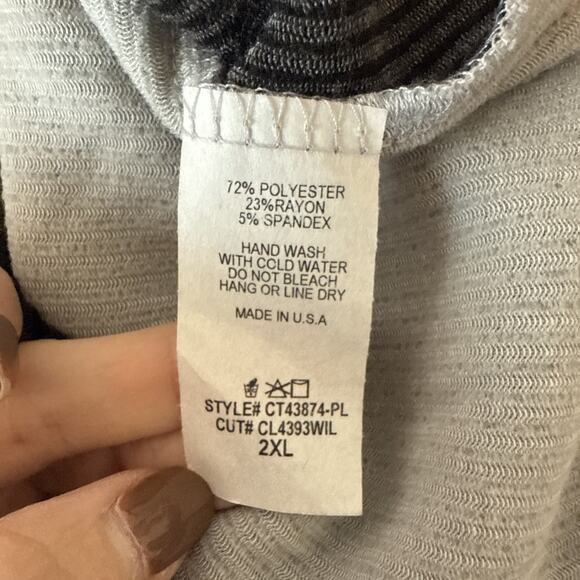 72% POLYESTER
23%RAYON
5% SPANDEX
HAND WASH
WITH COLD WATER
DO NOT BLEACH
HANG OR LINE DRY
MADE IN U.S.A
STYLE# CT43874-PL
CUT# CL4393WIL
2XL